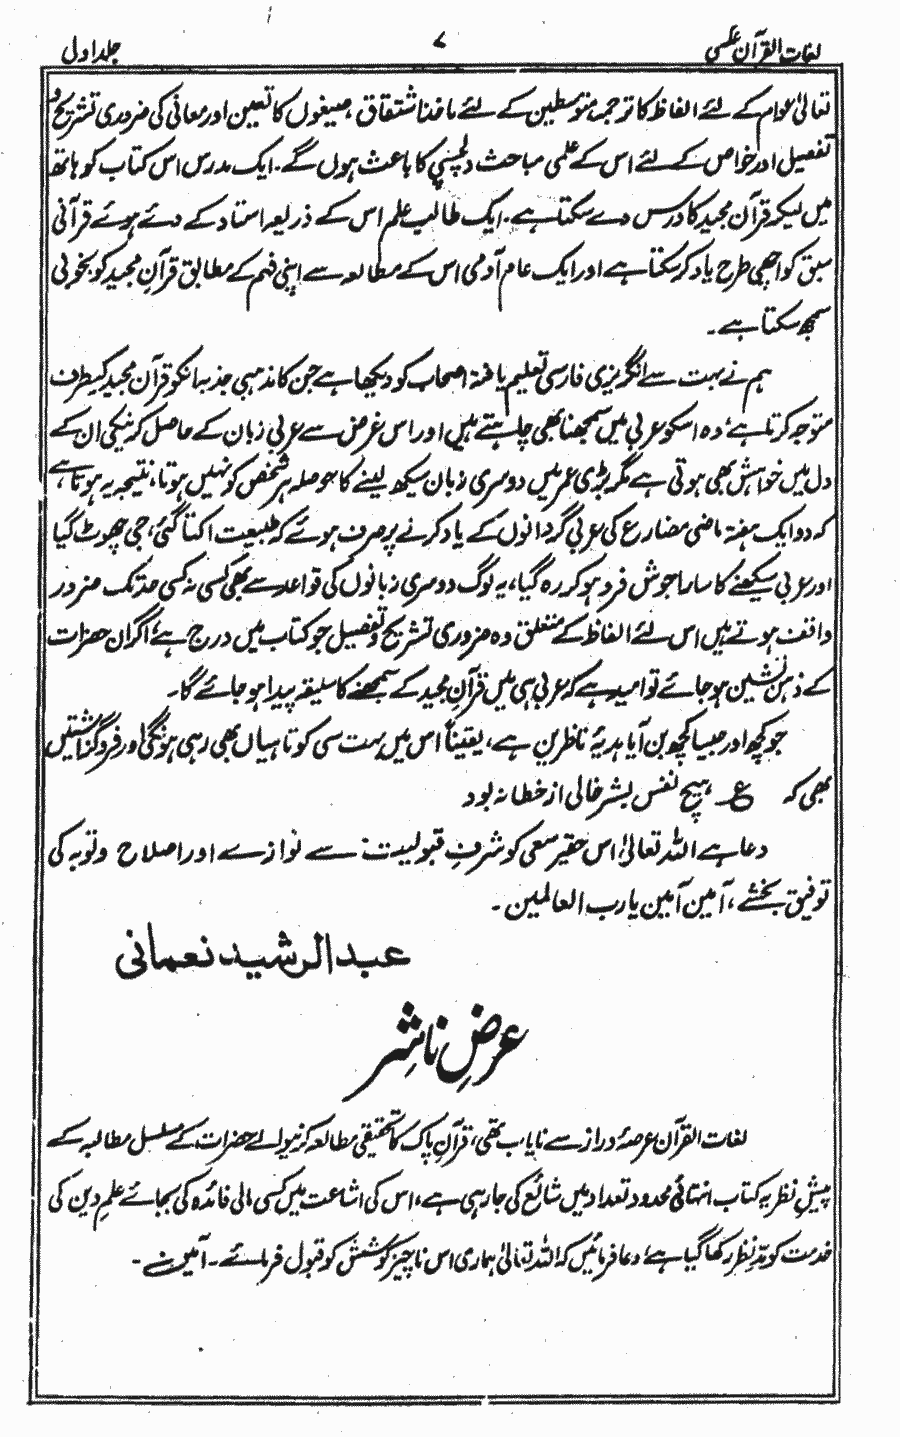 لغات القرآن عکسی ۷ جلد اول
تعالیٰ عوام کے لئے الفاظ کا ترجمہ، متوسطین کے لئے ماخذ اشتقاق، صیغوں کا تعین اور معانی کی ضروری تشریح و
تفصیل اور خواص کے لئے اس کے علمی مباحث دلچسپی کا باعث ہوں گے۔ ایک مدرس اس کتاب کو ہاتھ
میں لیکر قرآن مجید کا درس دے سکتا ہے۔ ایک طالب علم اس کے ذریعہ استاد کے دئے ہوئے قرآنی
سبق کو اچھی طرح یاد کر سکتا ہے اور ایک عام آدمی اس کے مطالعہ سے اپنی فہم کے مطابق قرآن مجید کو بخوبی
سمجھ سکتا ہے۔
ہم نے بہت سے انگریزی فارسی تعلیم یافتہ اصحاب کو دیکھا ہے جن کا مذہبی جذبہ انکو قرآن مجید کیطرف
متوجہ کرتا ہے، وہ اسکو عربی میں سمجھنا بھی چاہتے ہیں اور اس غرض سے عربی زبان کے حاصل کرنیکی ان کے
دل میں خواہش بھی ہوتی ہے مگر بڑی عمر میں دوسری زبان سیکھ لینے کا حوصلہ ہر شخص کو نہیں ہوتا، نتیجہ یہ ہوتا ہے
کہ دو ایک ہفتہ ماضی مضارع کی عربی گردانوں کے یاد کرنے پر صرف ہوئے کہ طبیعت اکتا گئی، جی چھوٹ گیا
اور عربی سیکھنے کا سارا جوش فرد ہو کر رہ گیا، یہ لوگ دوسری زبانوں کی قواعد سے بھی کسی نہ کسی حد تک ضرور
واقف ہوتے ہیں اس لئے الفاظ کے متعلق وہ ضروری تشریح و تفصیل جو کتاب میں درج ہے، اگر ان حضرات
کے ذہن نشین ہو جائے تو امید ہے کہ عربی ہی میں قرآنِ مجید کے سمجھنے کا سلیقہ پیدا ہو جائے گا۔
جو کچھ اور جیسا کچھ بن آیا ہدیۂ ناظرین ہے، یقیناً اس میں بہت سی کوتاہیاں بھی رہی ہونگی اور فروگذاشتیں
بھی کہ ع ہیچ نفس بشر خالی از خطا نہ بود
دعا ہے اللہ تعالیٰ اس حقیر سعی کو شرفِ قبولیت سے نوازے اور اصلاح و توبہ کی
توفیق بخشے، آمین آمین یا رب العالمین۔
عبد الرشید نعمانی
عرضِ ناشر
لغات القرآن عرصۂ دراز سے نایاب تھی، قرآن پاک کا تحقیقی مطالعہ کرنیوالے حضرات کے مسلسل مطالبہ کے
پیشِ نظر یہ کتاب انتہائی محدود تعداد میں شائع کی جا رہی ہے، اس کی اشاعت میں کسی مالی فائدہ کی بجائے علمِ دین کی
خدمت کو مدِّ نظر رکھا گیا ہے، دعا فرمائیں کہ اللہ تعالیٰ ہماری اس ناچیز کوشش کو قبول فرمائے۔ آمین۔